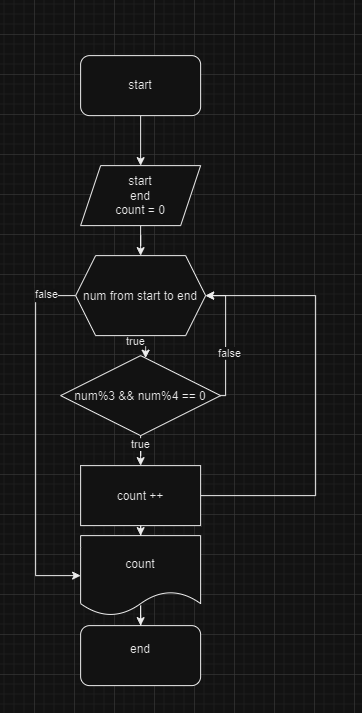 start
start
end
count = 0
false
num from start to end
true
false
num%3 && num%4 == 0
true
count ++
count
end